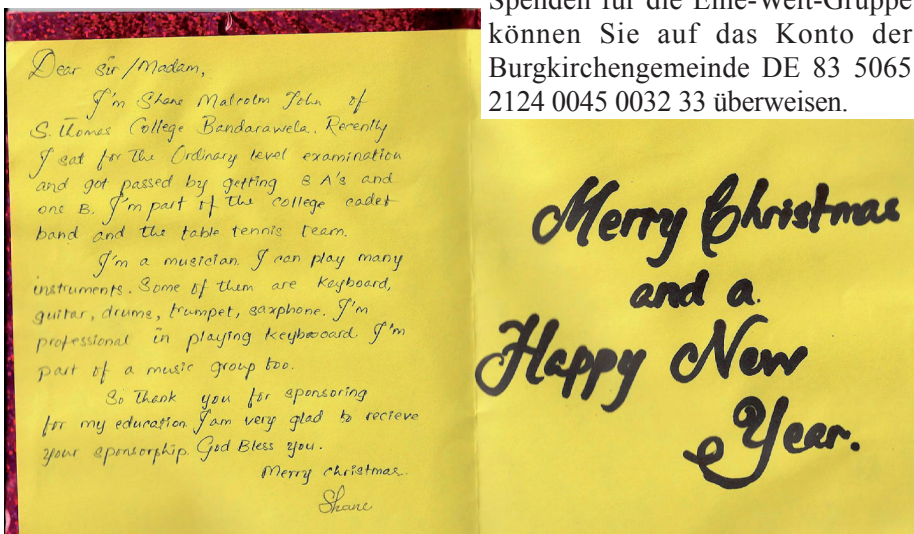 Spenden für die Eine-Welt-Gruppe
können Sie auf das Konto der
Burgkirchengemeinde DE 83 5065
2124 0045 0032 33 überweisen.
Dear Sir / Madam,
I'm Shane Malcolm John of
S. Thomas College Bandarawela. Recently
I sat for the Ordinary level examination
and got passed by getting 8 A's and
one B. I'm part of the college cadet
band and the table tennis team.
I'm a musician. I can play many
instruments. Some of them are keyboard,
guitar, drums, trumpet, saxphone. I'm
professional in playing keyboard. I'm
part of a music group too.
So Thank you for sponsoring
for my education. I am very glad to recieve
your sponsorship. God Bless you.
Merry christmas.
Shane
Merry Christmas
and a
Happy New
Year.